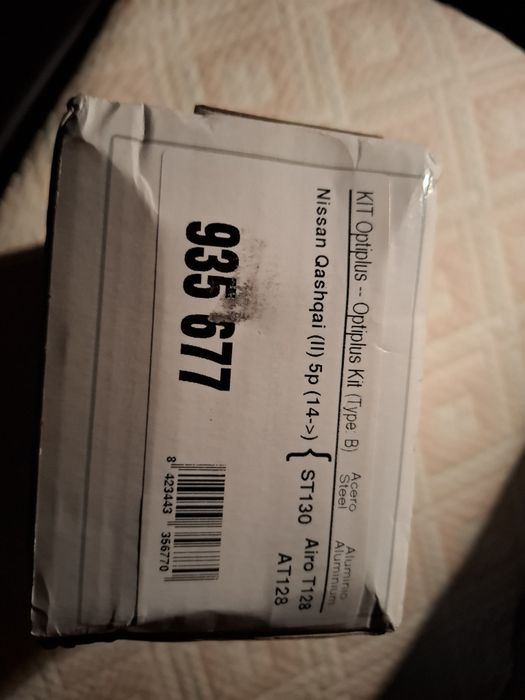 KIT Optiplus -- Optiplus Kit (Type: B)
Acero Aluminio
Steel Aluminium
Nissan Qashqai (II) 5p (14->) { ST130 Airo T128
AT128
935 677
8 423443 356770